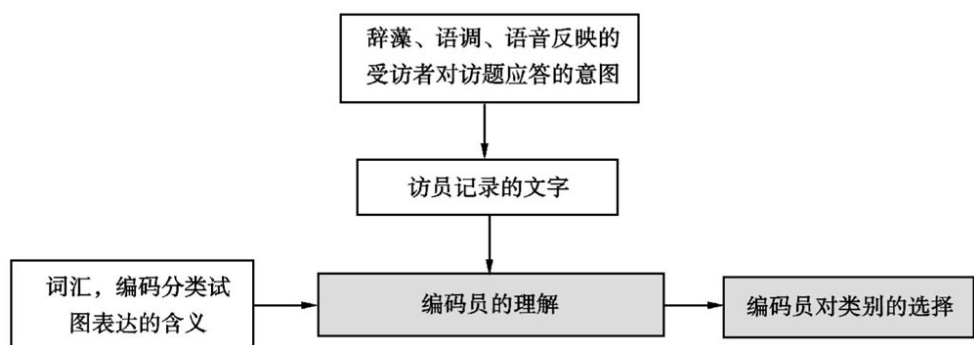 辞藻、语调、语音反映的
受访者对访题应答的意图
访员记录的文字
词汇，编码分类试
图表达的含义
编码员的理解
编码员对类别的选择